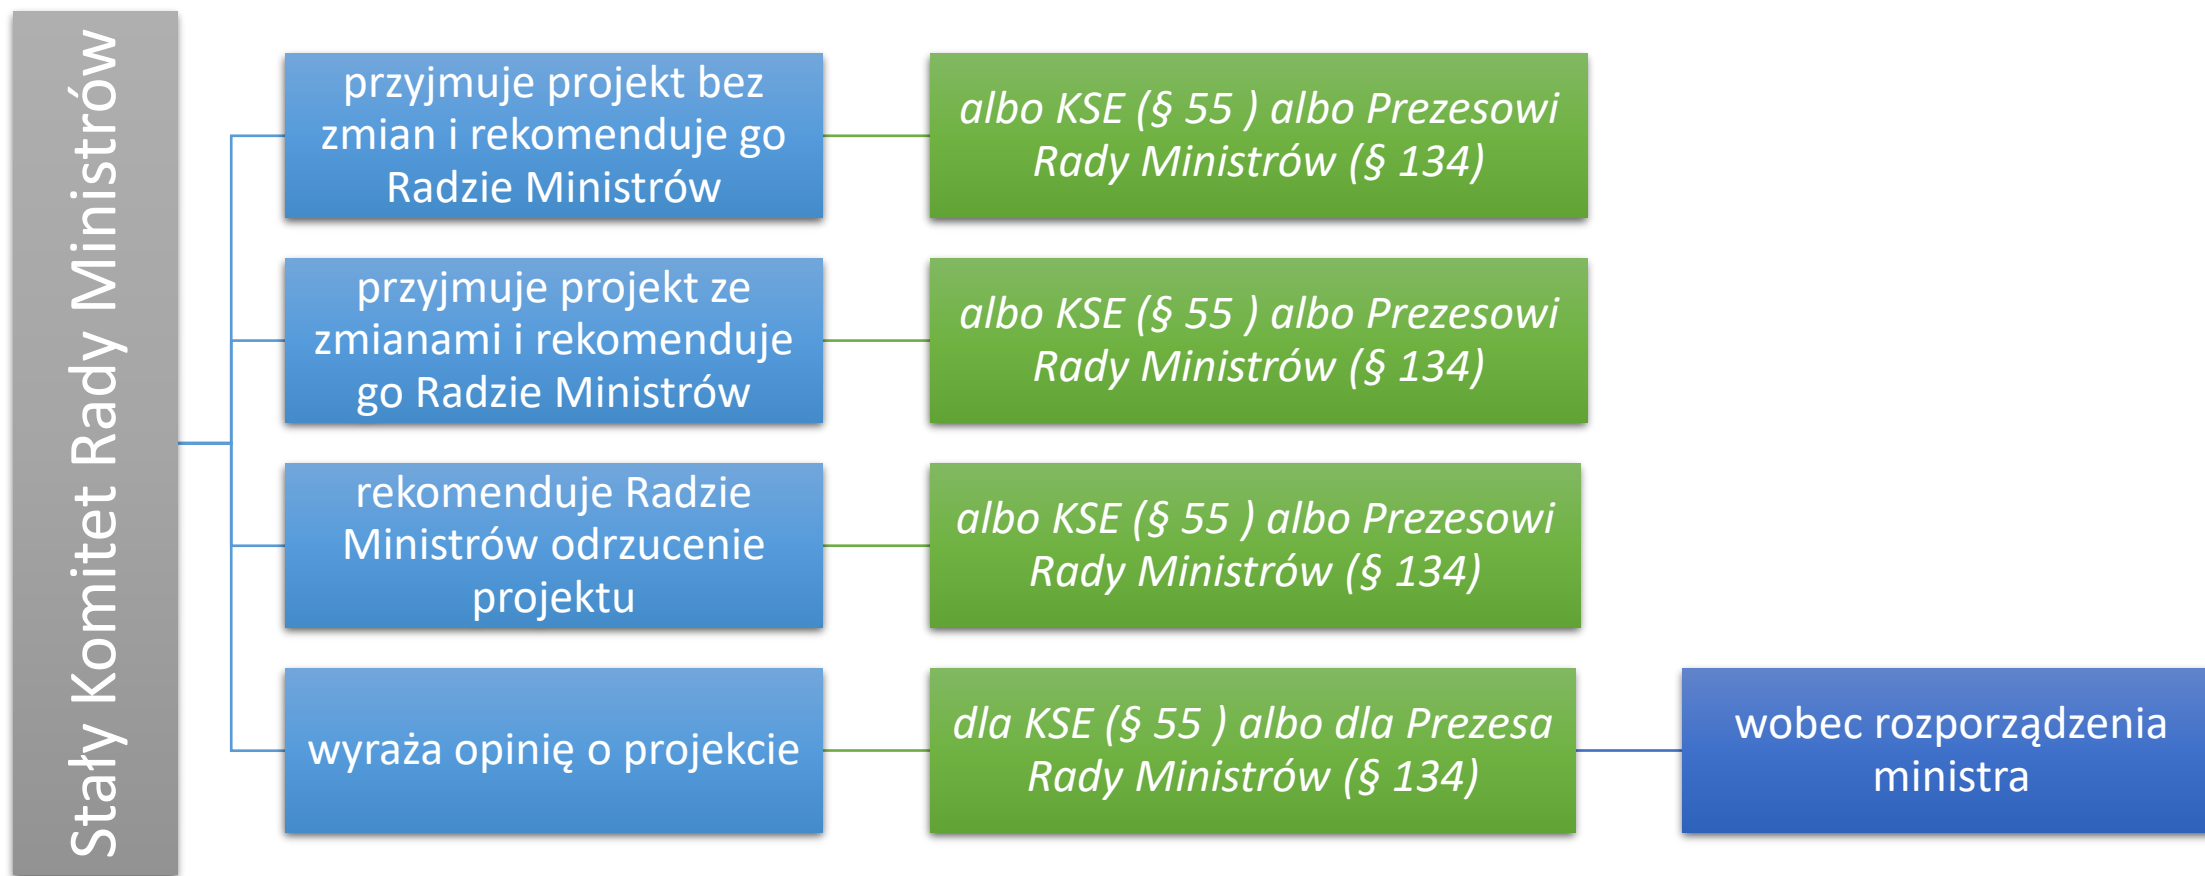 Stały Komitet Rady Ministrów
przyjmuje projekt bez
zmian i rekomenduje go
Radzie Ministrów
albo KSE (§ 55 ) albo Prezesowi
Rady Ministrów (§ 134)
przyjmuje projekt ze
zmianami i rekomenduje
go Radzie Ministrów
albo KSE (§ 55 ) albo Prezesowi
Rady Ministrów (§ 134)
rekomenduje Radzie
Ministrów odrzucenie
projektu
albo KSE (§ 55 ) albo Prezesowi
Rady Ministrów (§ 134)
wyraża opinię o projekcie
dla KSE (§ 55 ) albo dla Prezesa
Rady Ministrów (§ 134)
wobec rozporządzenia
ministra